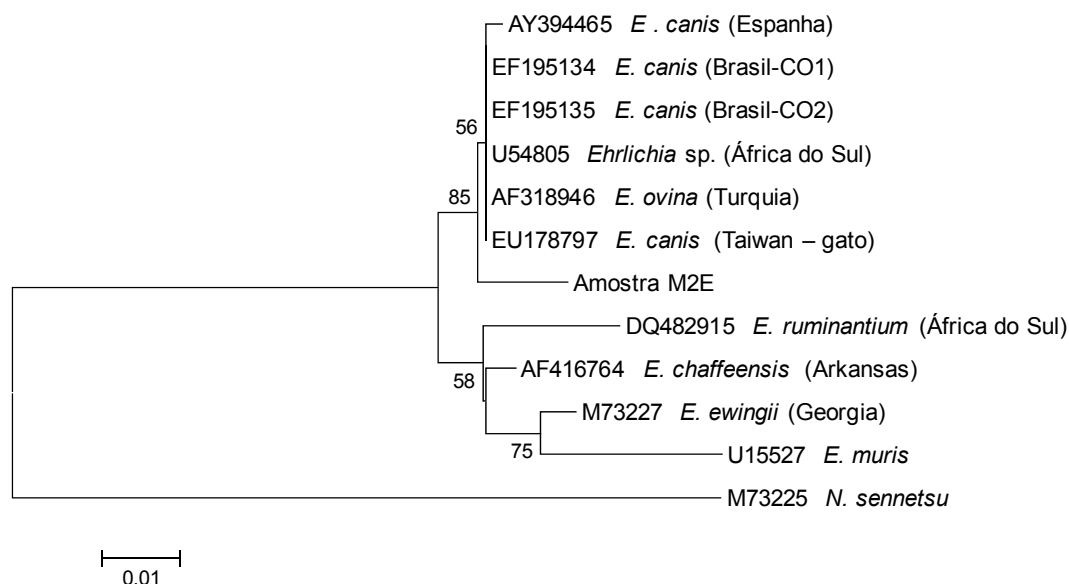 AY394465 E . canis (Espanha)
EF195134 E. canis (Brasil-CO1)
EF195135 E. canis (Brasil-CO2)
56
U54805 Ehrlichia sp. (África do Sul)
85
AF318946 E. ovina (Turquia)
EU178797 E. canis (Taiwan – gato)
Amostra M2E
DQ482915 E. ruminantium (África do Sul)
AF416764 E. chaffeensis (Arkansas)
58
M73227 E. ewingii (Georgia)
75
U15527 E. muris
M73225 N. sennetsu
0.01